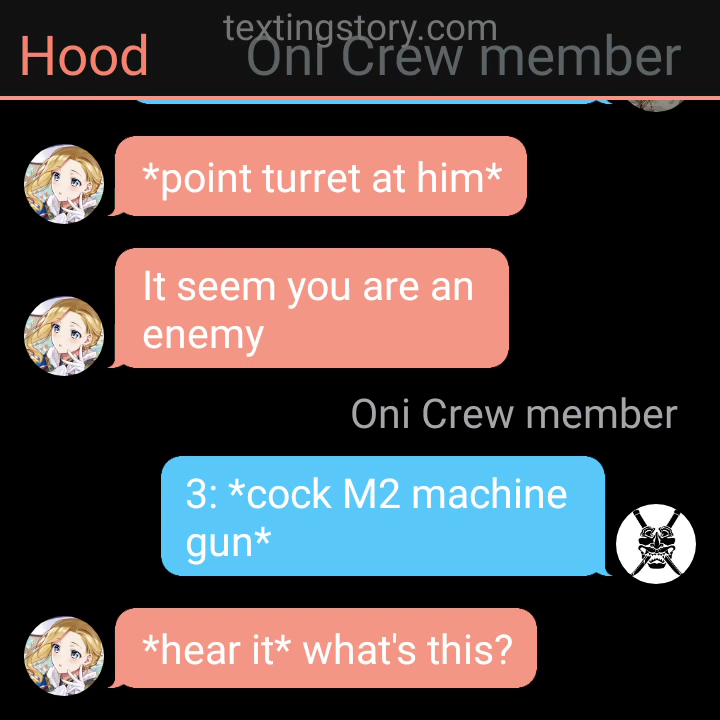 textingstory.com
Hood
Oni Crew member
*point turret at him*
It seem you are an
enemy
Oni Crew member
3: *cock M2 machine
gun*
*hear it* what's this?